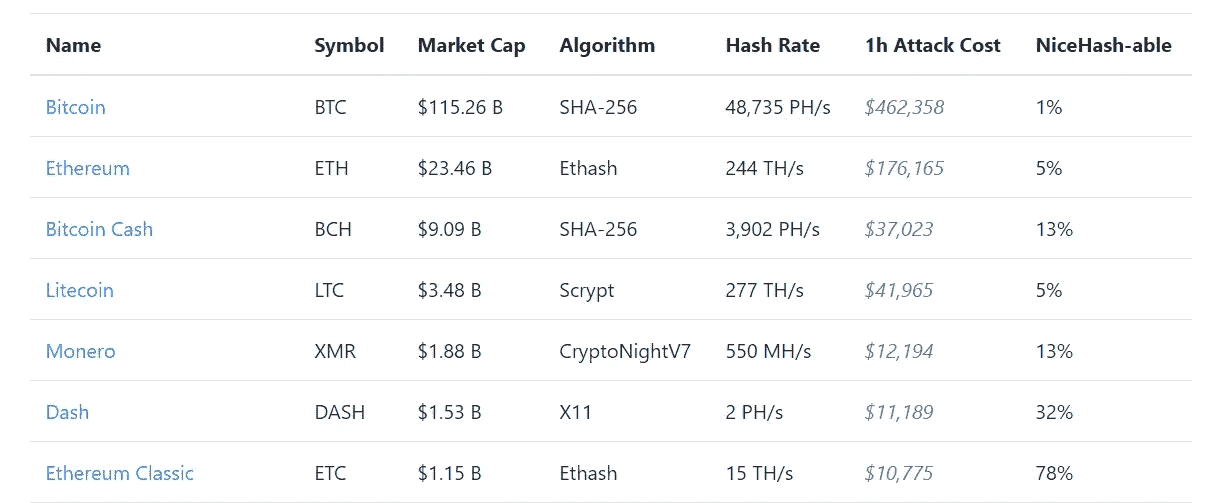 Name Symbol Market Cap Algorithm Hash Rate 1h Attack Cost NiceHash-able
Bitcoin BTC $115.26 B SHA-256 48,735 PH/s $462,358 1%
Ethereum ETH $23.46 B Ethash 244 TH/s $176,165 5%
Bitcoin Cash BCH $9.09 B SHA-256 3,902 PH/s $37,023 13%
Litecoin LTC $3.48 B Scrypt 277 TH/s $41,965 5%
Monero XMR $1.88 B CryptoNightV7 550 MH/s $12,194 13%
Dash DASH $1.53 B X11 2 PH/s $11,189 32%
Ethereum Classic ETC $1.15 B Ethash 15 TH/s $10,775 78%